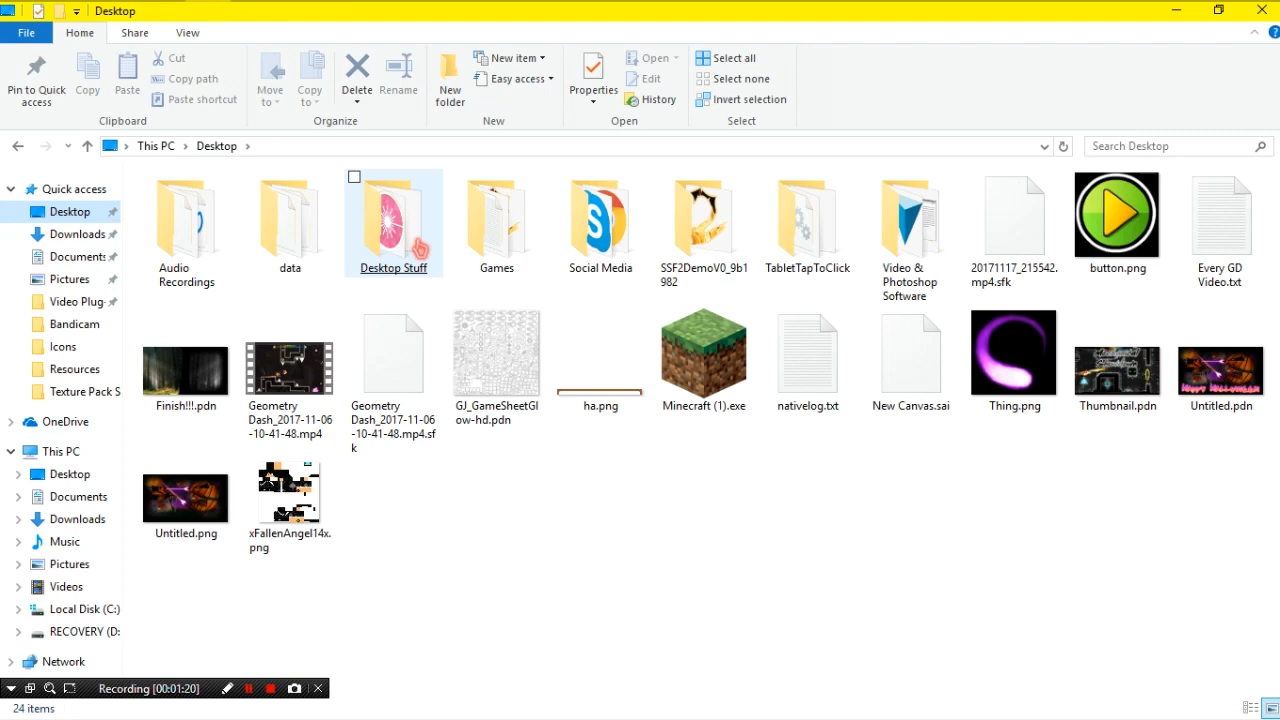 Desktop
File
Home
Share
View
Pin to Quick
access
Copy
Paste
Cut
Copy path
Paste shortcut
Clipboard
Move
to
Copy
to
Delete
Rename
Organize
New
folder
New item
Easy access
New
Properties
Open
Edit
History
Open
Select all
Select none
Invert selection
Select
This PC
Desktop
Search Desktop
Quick access
Desktop
Downloads
Documents
Pictures
Video Plug
Bandicam
Icons
Resources
Texture Pack S
OneDrive
This PC
Desktop
Documents
Downloads
Music
Pictures
Videos
Local Disk (C:)
RECOVERY (D:
Network
Audio
Recordings
data
Desktop Stuff
Games
Social Media
SSF2DemoV0_9b1
982
TabletTapToClick
Video &
Photoshop
Software
20171117_215542.
mp4.sfk
button.png
Every GD
Video.txt
Finish!!!.pdn
Geometry
Dash_2017-11-06
-10-41-48.mp4
Geometry
Dash_2017-11-06
-10-41-48.mp4.sf
k
GJ_GameSheetGl
ow-hd.pdn
ha.png
Minecraft (1).exe
nativelog.txt
New Canvas.sai
Thing.png
Thumbnail.pdn
Untitled.pdn
Untitled.png
xFallenAngel14x.
png
Recording [00:01:20]
24 items